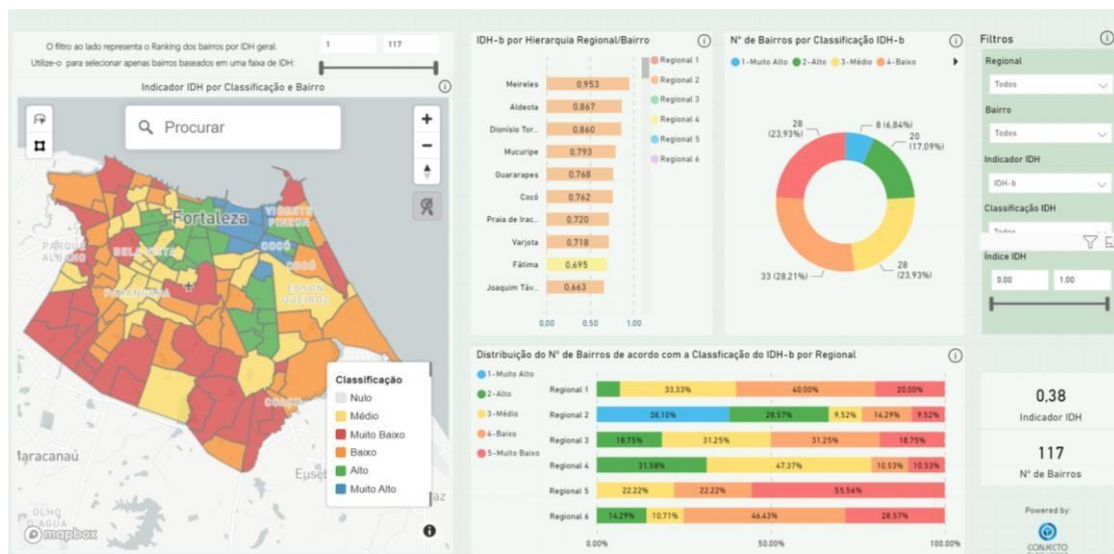 O filtro ao lado representa o Ranking dos bairros por IDH geral.
Utilize-o para selecionar apenas bairros baseados em uma faixa de IDH:
1
117
Indicador IDH por Classificação e Bairro
Procurar
Fortaleza
VICENTE
PINZON
PARQUE
ALBANO
BELA VISTA
COCÓ
COCÓ
PARANGABA
EDSON
QUEIROZ
Classificação
Nulo
Médio
Muito Baixo
Baixo
Alto
Muito Alto
Maracanaú
OLHO
D'AGUA
mapbox
IDH-b por Hierarquia Regional/Bairro
Meireles 0,953
Aldeota 0,867
Dionísio Tor... 0,860
Mucuripe 0,793
Guararapes 0,768
Cocó 0,762
Praia de Irac... 0,720
Varjota 0,718
Fátima 0,695
Joaquim Táv... 0,663
0,00 0,50 1,00
Regional 1
Regional 2
Regional 3
Regional 4
Regional 5
Regional 6
Nº de Bairros por Classificação IDH-b
1-Muito Alto 2-Alto 3-Médio 4-Baixo
8 (6.84%)
20
(17.09%)
28
(23.93%)
33 (28.21%)
28
(23.93%)
Filtros
Regional
Todos
Bairro
Todos
Indicador IDH
IDH-b
Classificação IDH
Todos
Índice IDH
0.00
1.00
Distribuição do Nº de Bairros de acordo com a Classficação do IDH-b por Regional
1-Muito Alto
2-Alto
3-Médio
4-Baixo
5-Muito Baixo
Regional 1 33.33% 40.00% 20.00%
Regional 2 38.10% 28.57% 9.52% 14.29% 9.52%
Regional 3 18.75% 31.25% 31.25% 18.75%
Regional 4 31.58% 47.37% 10.53% 10.53%
Regional 5 22.22% 22.22% 55.56%
Regional 6 14.29% 10.71% 46.43% 28.57%
0.00% 50.00% 100.00%
0,38
Indicador IDH
117
Nº de Bairros
Powered by:
CONJECTO